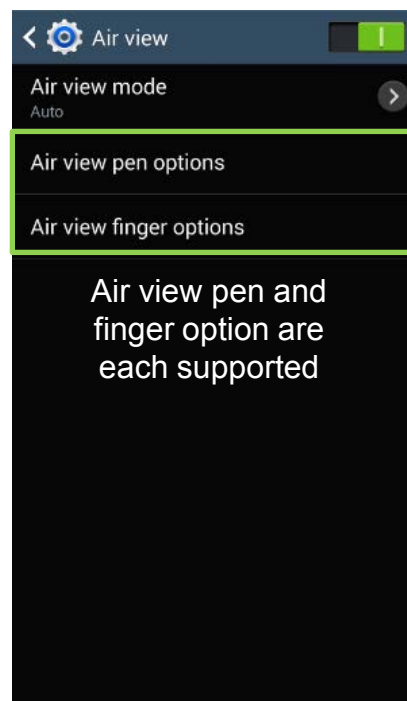 Air view
Air view mode
Auto
Air view pen options
Air view finger options
Air view pen and
finger option are
each supported